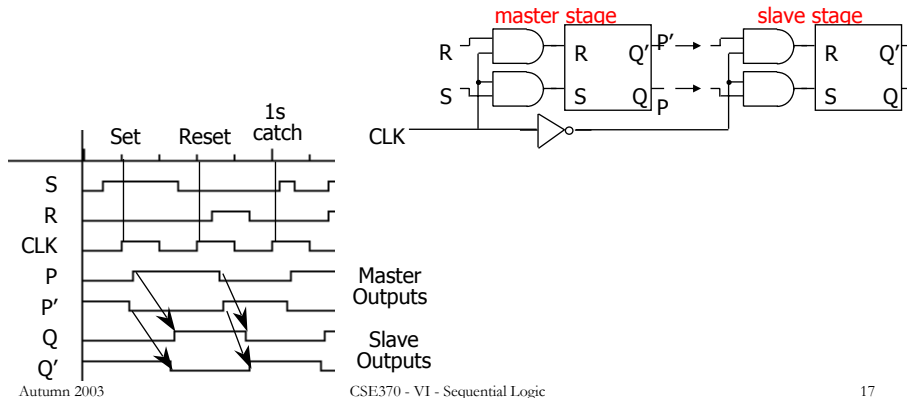 master stage
slave stage
R
R
Q′
P′
R
Q′
S
S
Q
P
S
Q
CLK
1s
catch
Set
Reset
S
R
CLK
P
P′
Q
Q′
Master
Outputs
Slave
Outputs
Autumn 2003
CSE370 - VI - Sequential Logic
17